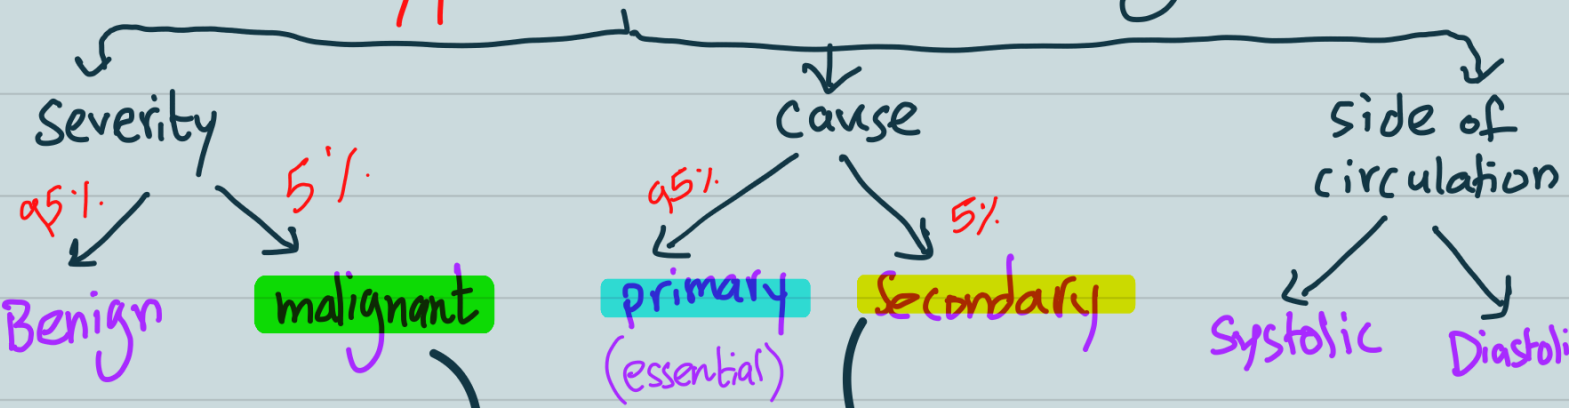 Severity
cause
side of
circulation
95%
5%
95%
5%
Benign
malignant
primary
(essential)
Secondary
Systolic